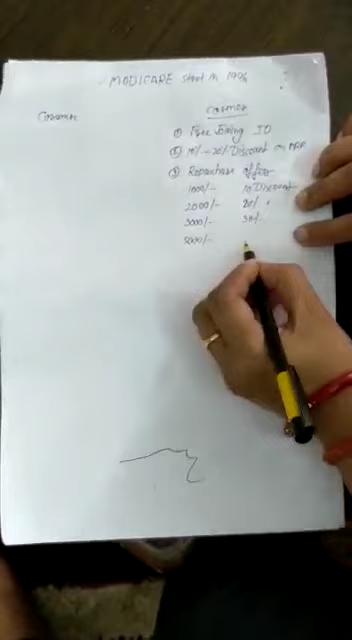 MODICARE start in 1996
Consumer
Customer
① Free Joining ID
② 10/- - 20/- Discount on MRP
③ Repurchase offer
1000/- 10 Discount
2000/- 20/- "
3000/- 30/-
5000/-